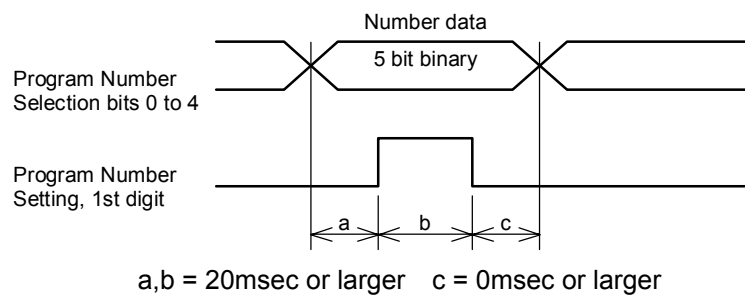 Number data
5 bit binary
Program Number
Selection bits 0 to 4
Program Number
Setting, 1st digit
a
b
c
a,b = 20msec or larger c = 0msec or larger